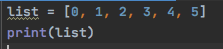 list = [0, 1, 2, 3, 4, 5]
print(list)